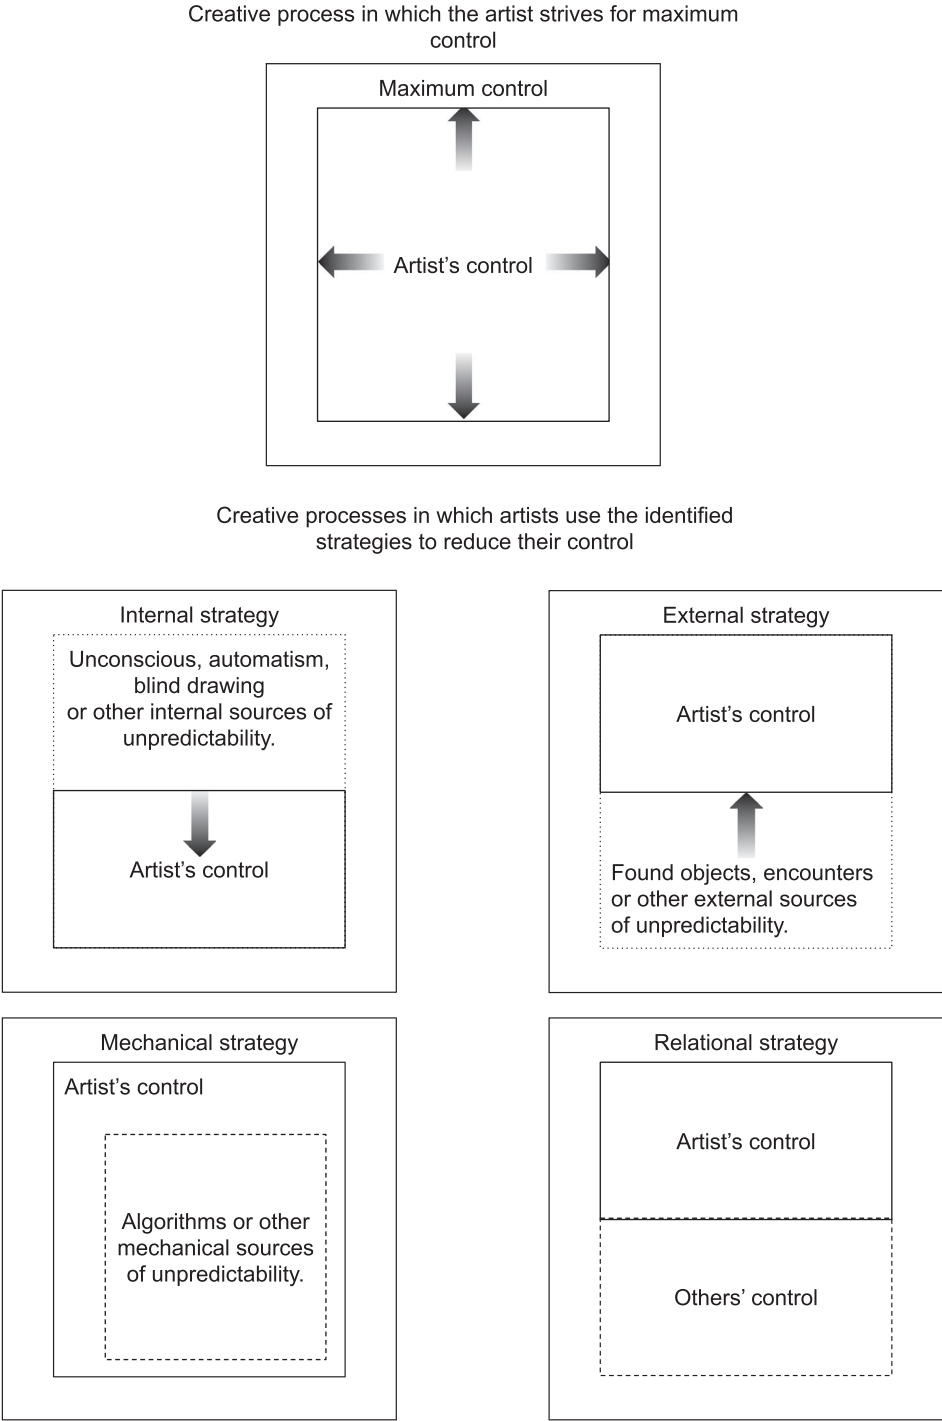 Creative process in which the artist strives for maximum
control
Maximum control
Artist’s control
Creative processes in which artists use the identified
strategies to reduce their control
Internal strategy
Unconscious, automatism,
blind drawing
or other internal sources of
unpredictability.
Artist’s control
External strategy
Artist’s control
Found objects, encounters
or other external sources
of unpredictability.
Mechanical strategy
Artist’s control
Algorithms or other
mechanical sources
of unpredictability.
Relational strategy
Artist’s control
Others’ control